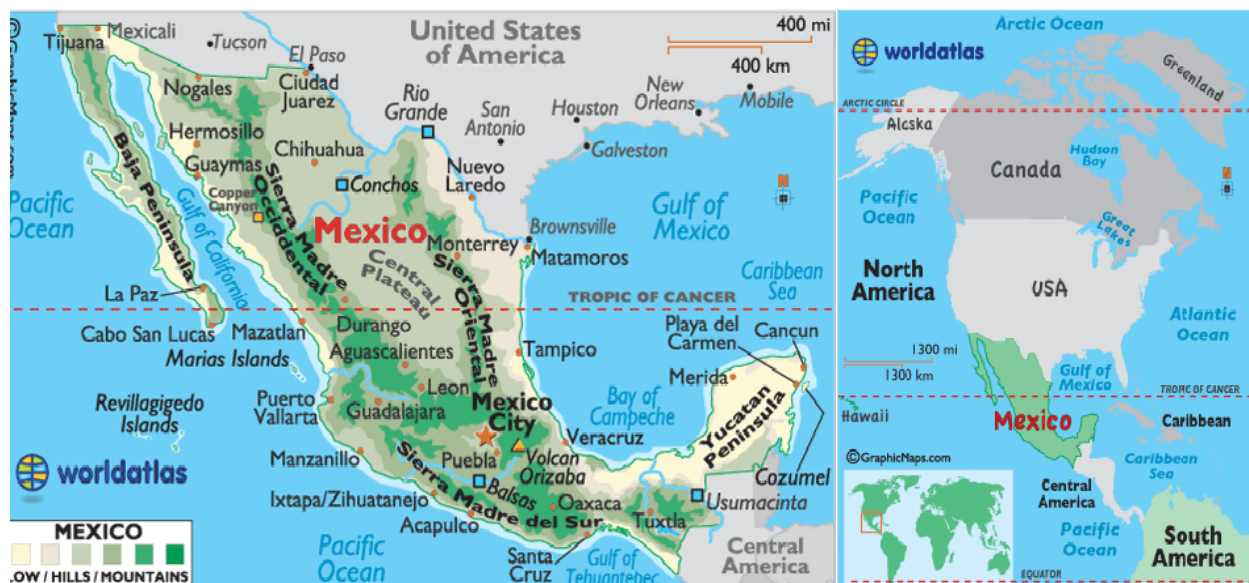 400 mi
400 km
United States
of America
Tijuana
Mexicali
Tucson
El Paso
Nogales
Ciudad
Juarez
Rio
Grande
San
Antonio
Houston
New
Orleans
Mobile
Galveston
Hermosillo
Chihuahua
Guaymas
Copper
Canyon
Conchos
Nuevo
Laredo
Baja Peninsula
Gulf of California
Sierra Madre
Occiddental
Pacific
Ocean
Mexico
Central
Plateau
Monterrey
Sierra Madre
Oriental
Brownsville
Matamoros
Gulf of
Mexico
N
Caribbean
Sea
La Paz
TROPIC OF CANCER
Cabo San Lucas
Mazatlan
Marias Islands
Durango
Aguascalientes
Tampico
Playa del
Carmen
Cancun
Merida
Revillagigedo
Islands
Puerto
Vallarta
Leon
Guadalajara
Mexico
City
Bay of
Campeche
Yucatan
Peninsula
Veracruz
Cozumel
worldatlas
Manzanillo
Puebla
Volcan
Orizaba
Ixtapa/Zihuatanejo
Balsas
Sierra Madre del Sur
Oaxaca
Tuxtla
Usumacinta
Acapulco
Santa
Cruz
Gulf of
Tehuantepec
Central
America
Pacific
Ocean
MEXICO
OW / HILLS / MOUNTAINS
Arctic Ocean
worldatlas
Greenland
ARCTIC CIRCLE
Alcska
Canada
Hudson
Bay
Pacific
Ocean
N
Great
Lakes
North
America
USA
Atlantic
Ocean
1300 mi
1300 km
Gulf of
Mexico
TROPIC OF CANCER
Hawaii
Mexico
Caribbean
©GraphicMaps.com
Caribbean
Sea
Central
America
Pacific
Ocean
South
America
EQUATOR